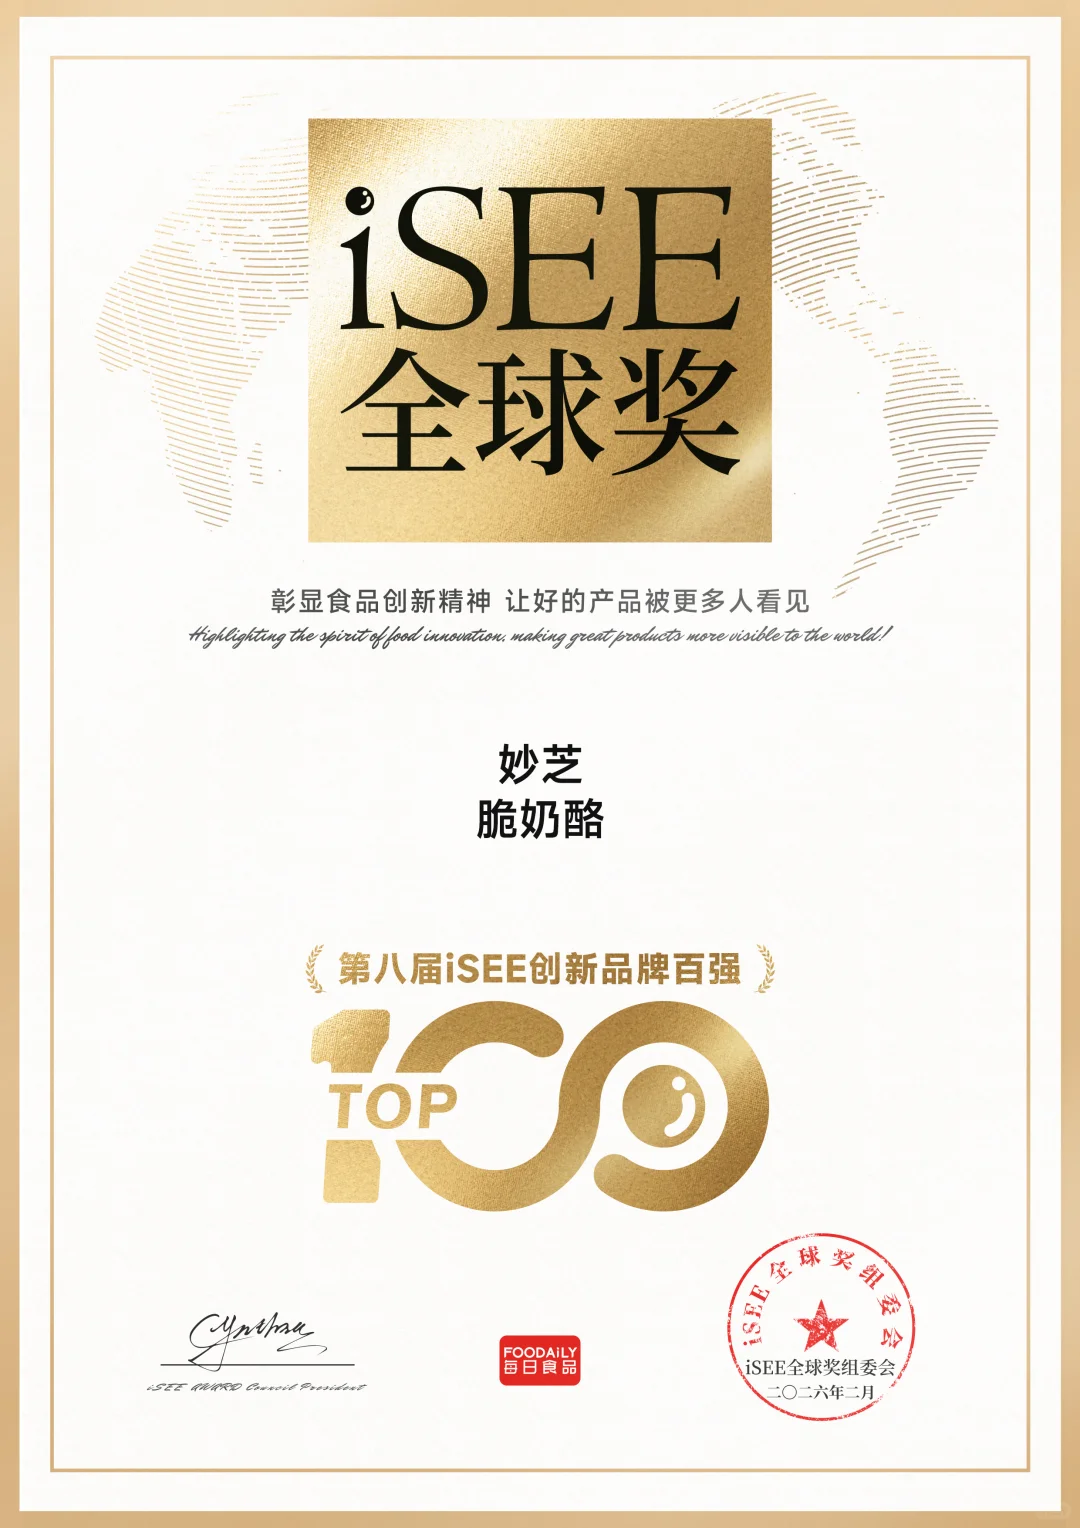 iSEE
全球奖
彰显食品创新精神 让好的产品被更多人看见
Highlighting the spirit of food innovation, making great products more visible to the world!
妙芝
脆奶酪
第八届iSEE创新品牌百强
TOP
100
iSEE AWARD Council President
FOODAiLY
每日食品
iSEE全球奖组委会
iSEE全球奖组委会
二〇二六年二月